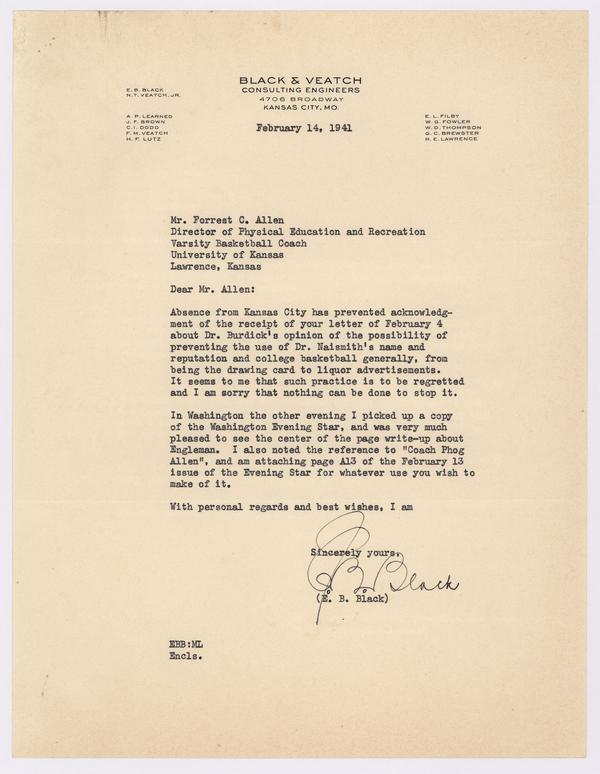 BLACK & VEATCH
CONSULTING ENGINEERS
4706 BROADWAY
KANSAS CITY, MO.
E. B. BLACK
N. T. VEATCH, JR.
A. P. LEARNED
J. F. BROWN
C. I. DODD
F. M. VEATCH
H. F. LUTZ
E. L. FILBY
W. G. FOWLER
W. D. THOMPSON
G. C. BREWSTER
R. E. LAWRENCE
February 14, 1941
Mr. Forrest C. Allen
Director of Physical Education and Recreation
Varsity Basketball Coach
University of Kansas
Lawrence, Kansas
Dear Mr. Allen:
Absence from Kansas City has prevented acknowledg-
ment of the receipt of your letter of February 4
about Dr. Burdick's opinion of the possibility of
preventing the use of Dr. Naismith's name and
reputation and college basketball generally, from
being the drawing card to liquor advertisements.
It seems to me that such practice is to be regretted
and I am sorry that nothing can be done to stop it.
In Washington the other evening I picked up a copy
of the Washington Evening Star, and was very much
pleased to see the center of the page write-up about
Engleman.  I also noted the reference to "Coach Phog
Allen", and am attaching page A13 of the February 13
issue of the Evening Star for whatever use you wish to
make of it.
With personal regards and best wishes, I am
Sincerely yours,
E. B. Black
(E. B. Black)
EBB:ML
Encls.